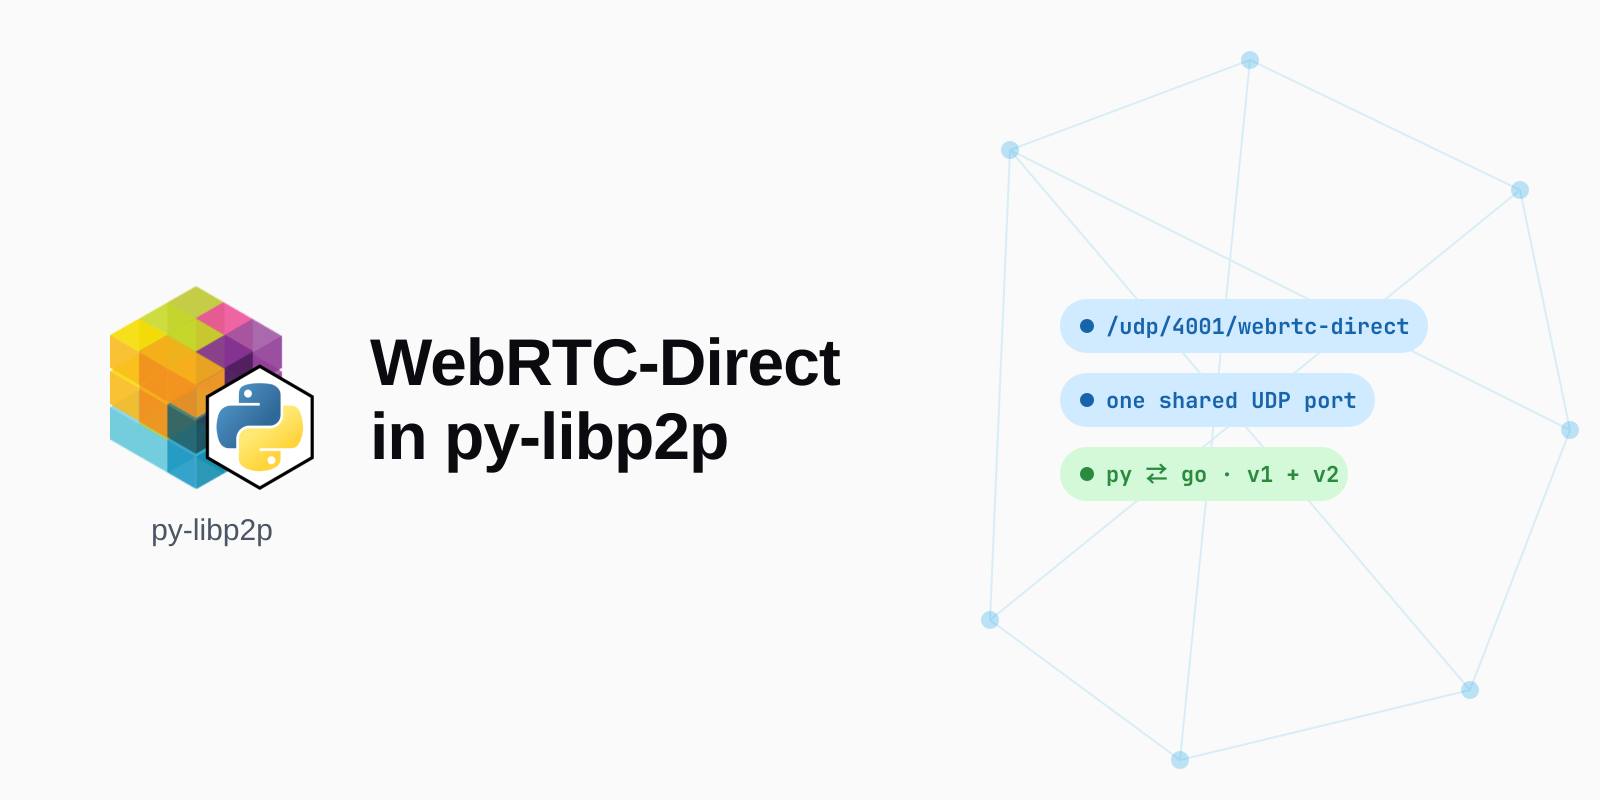 WebRTC-Direct
in py-libp2p
py-libp2p
/udp/4001/webrtc-direct
one shared UDP port
py ⇄ go · v1 + v2